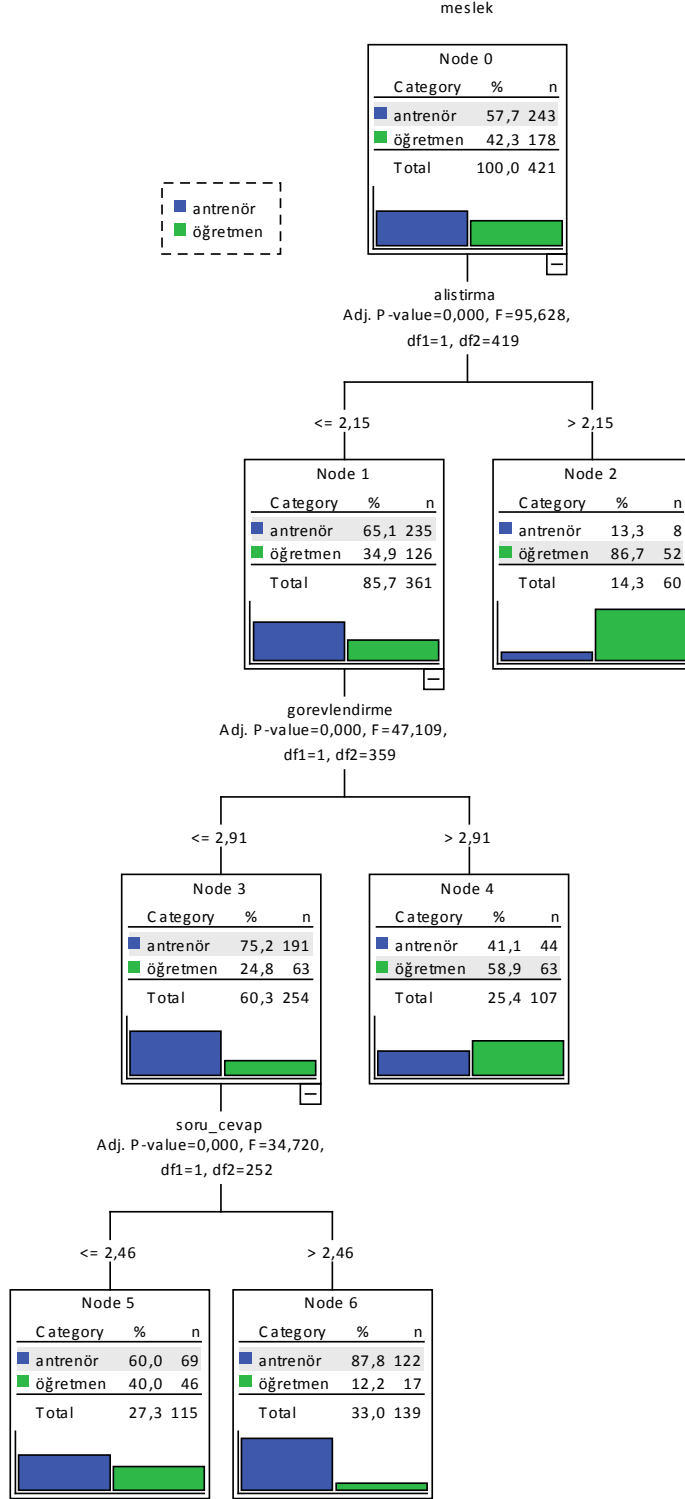 meslek
Node 0
Category % n
antrenör 57,7 243
öğretmen 42,3 178
Total 100,0 421
antrenör
öğretmen
alistirma
Adj. P-value=0,000, F=95,628,
df1=1, df2=419
<= 2,15
> 2,15
Node 1
Category % n
antrenör 65,1 235
öğretmen 34,9 126
Total 85,7 361
Node 2
Category % n
antrenör 13,3 8
öğretmen 86,7 52
Total 14,3 60
gorevlendirme
Adj. P-value=0,000, F=47,109,
df1=1, df2=359
<= 2,91
> 2,91
Node 3
Category % n
antrenör 75,2 191
öğretmen 24,8 63
Total 60,3 254
Node 4
Category % n
antrenör 41,1 44
öğretmen 58,9 63
Total 25,4 107
soru_cevap
Adj. P-value=0,000, F=34,720,
df1=1, df2=252
<= 2,46
> 2,46
Node 5
Category % n
antrenör 60,0 69
öğretmen 40,0 46
Total 27,3 115
Node 6
Category % n
antrenör 87,8 122
öğretmen 12,2 17
Total 33,0 139